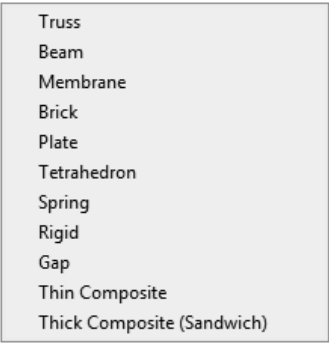 Truss
Beam
Membrane
Brick
Plate
Tetrahedron
Spring
Rigid
Gap
Thin Composite
Thick Composite (Sandwich)